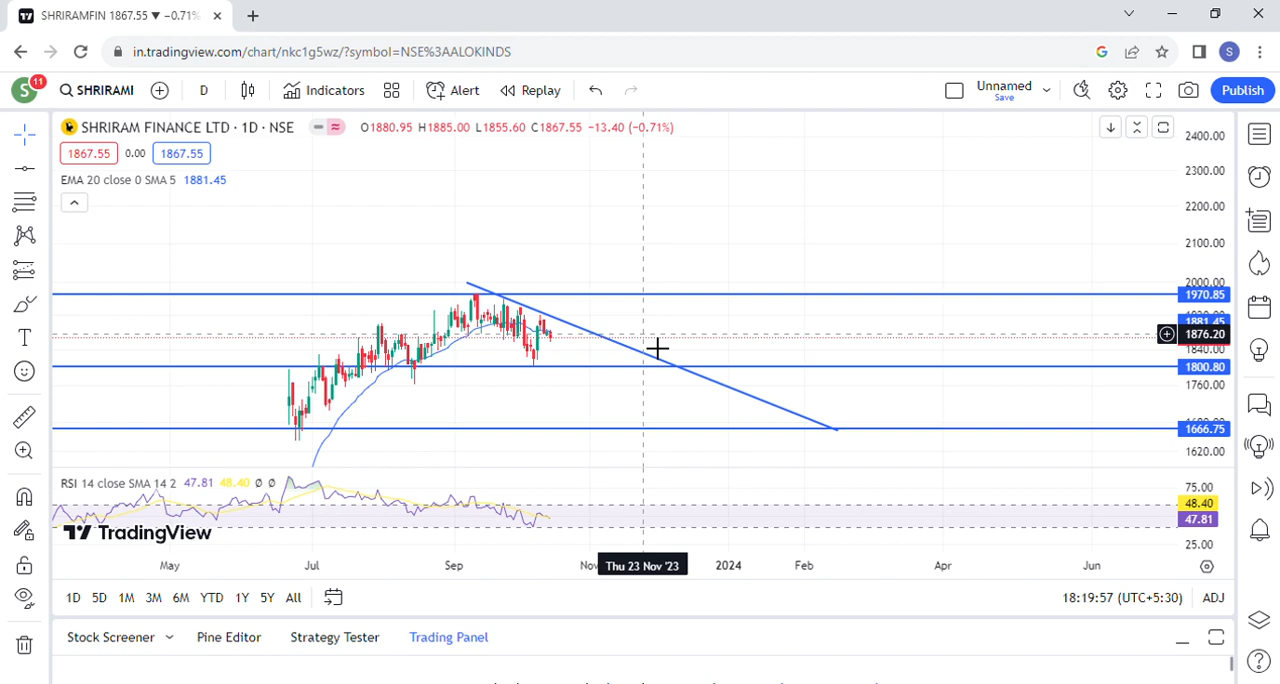 SHRIRAMFIN 1867.55 ▼ −0.71%
in.tradingview.com/chart/nkc1g5wz/?symbol=NSE%3AALOKINDS
S
S 11 SHRIRAMI D Indicators Alert Replay Unnamed Save Publish
SHRIRAM FINANCE LTD · 1D · NSE O1880.95 H1885.00 L1855.60 C1867.55 −13.40 (−0.71%)
1867.55 0.00 1867.55
EMA 20 close 0 SMA 5 1881.45
2400.00
2300.00
2200.00
2100.00
2000.00
1970.85
1881.45
1876.20
1840.00
1800.80
1760.00
1666.75
1620.00
RSI 14 close SMA 14 2 47.81 48.40 Ø Ø
75.00
48.40
47.81
25.00
TradingView
May Jul Sep Nov Thu 23 Nov '23 2024 Feb Apr Jun
1D 5D 1M 3M 6M YTD 1Y 5Y All 18:19:57 (UTC+5:30) ADJ
Stock Screener Pine Editor Strategy Tester Trading Panel